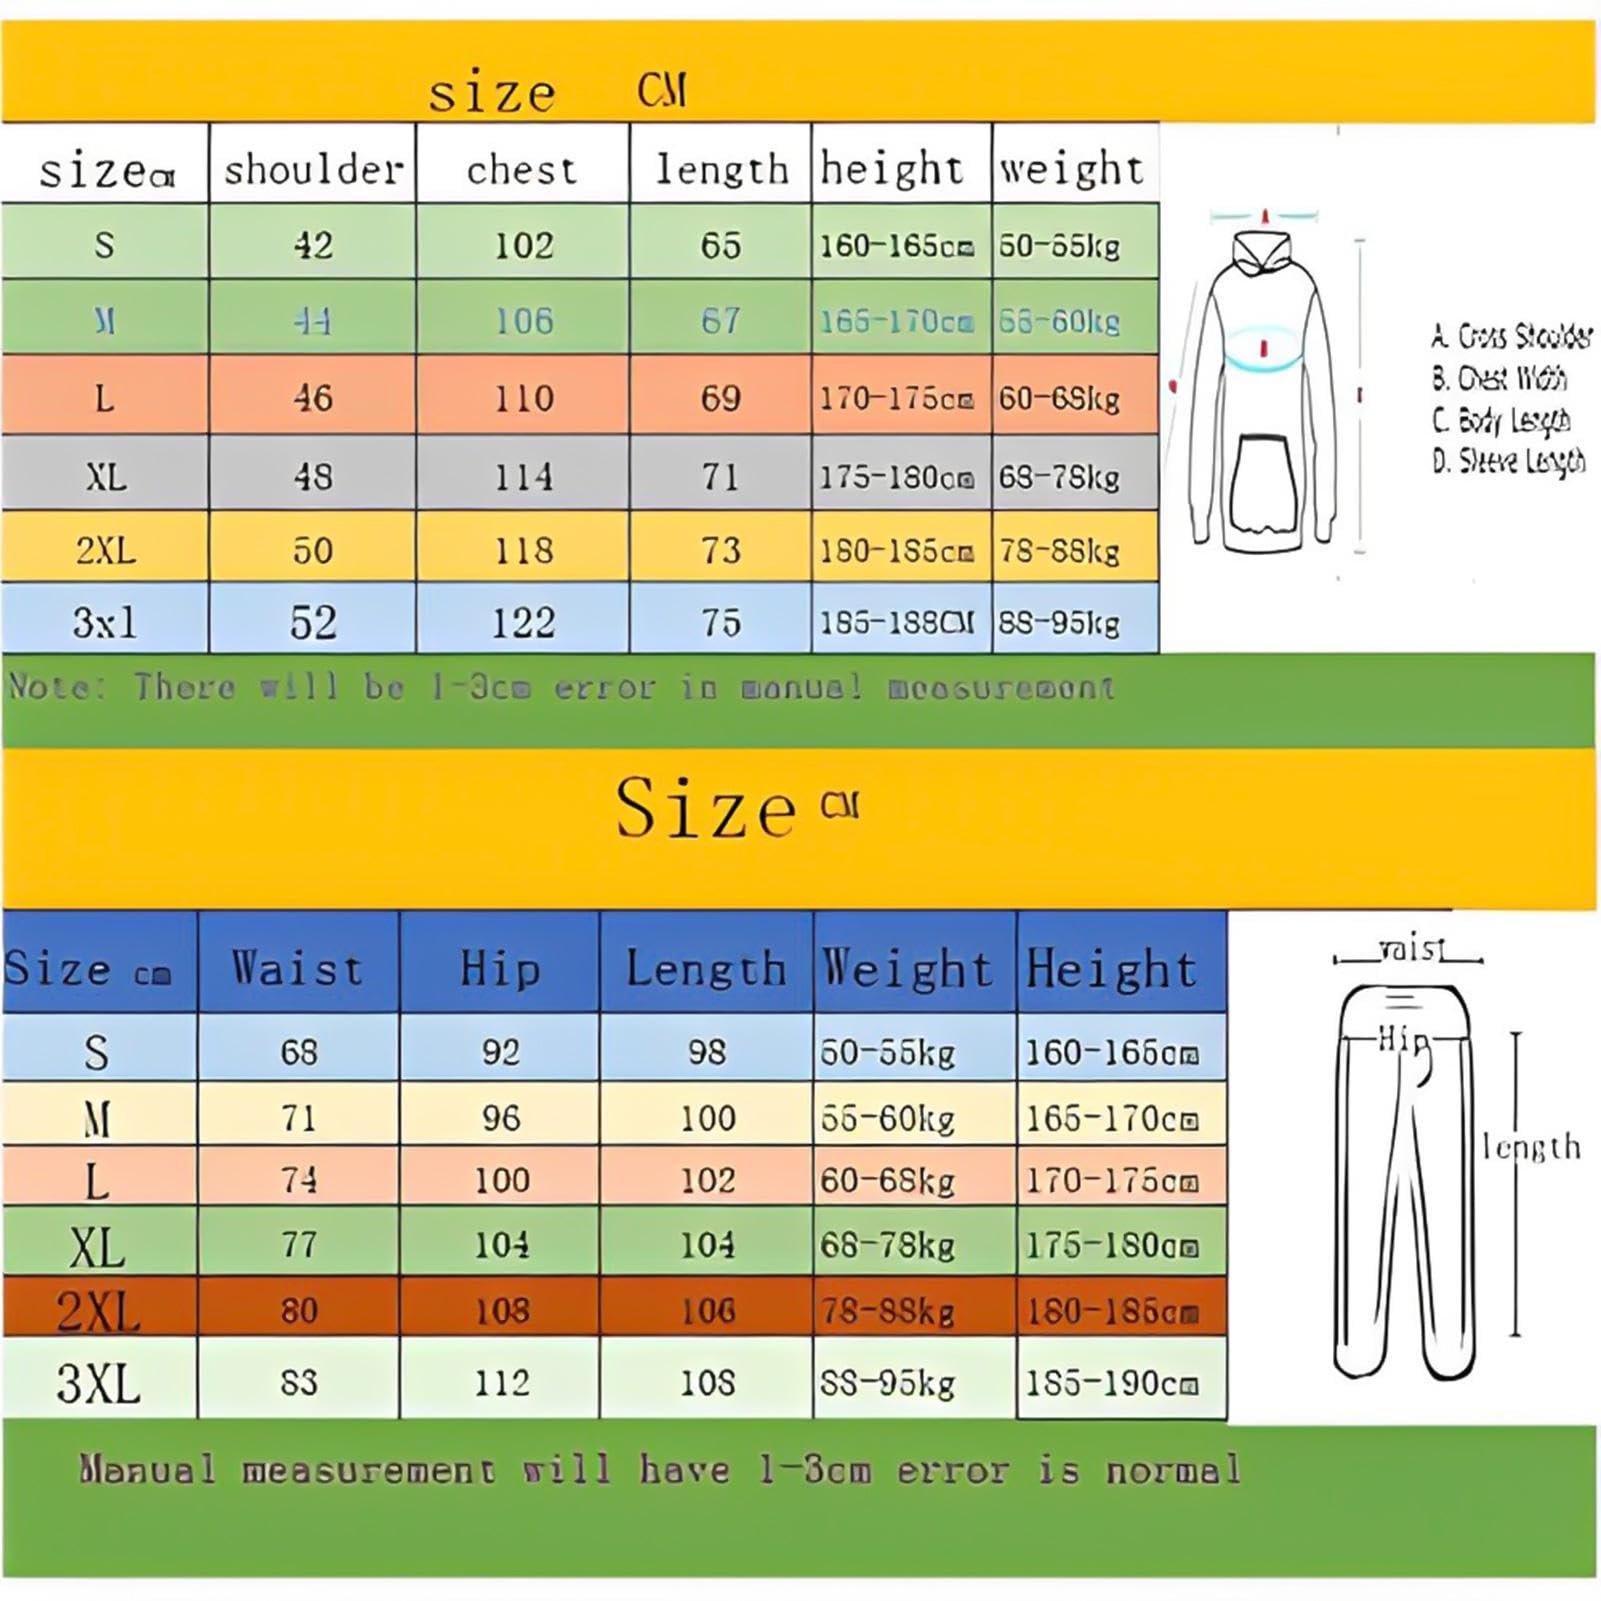 size CM
size cm shoulder chest length height weight
S 42 102 65 160-165cm 50-55kg
M 44 106 67 165-170cm 55-60kg
L 46 110 69 170-175cm 60-68kg
XL 48 114 71 175-180cm 68-78kg
2XL 50 118 73 180-185cm 78-88kg
3xl 52 122 75 185-188CM 88-95kg
A
A. Cross Shoulder
B. Chest Width
C. Body Length
D. Sleeve Length
Note: There will be 1-3cm error in manual measurement
Size CM
Size cm Waist Hip Length Weight Height
S 68 92 98 50-55kg 160-165cm
M 71 96 100 55-60kg 165-170cm
L 74 100 102 60-68kg 170-175cm
XL 77 104 104 68-78kg 175-180cm
2XL 80 108 106 78-88kg 180-185cm
3XL 83 112 108 88-95kg 185-190cm
waist
Hip
length
Manual measurement will have 1-3cm error is normal